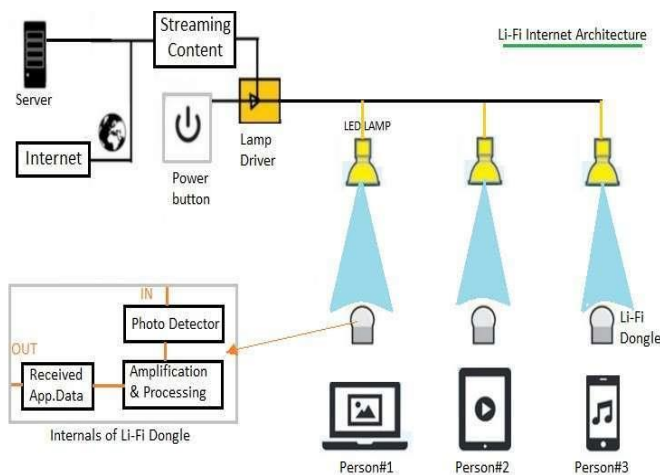 Li-Fi Internet Architecture
Streaming
Content
Server
Internet
Power
button
Lamp
Driver
LED LAMP
IN
Photo Detector
OUT
Received
App.Data
Amplification
& Processing
Internals of Li-Fi Dongle
Li-Fi
Dongle
Person#1
Person#2
Person#3